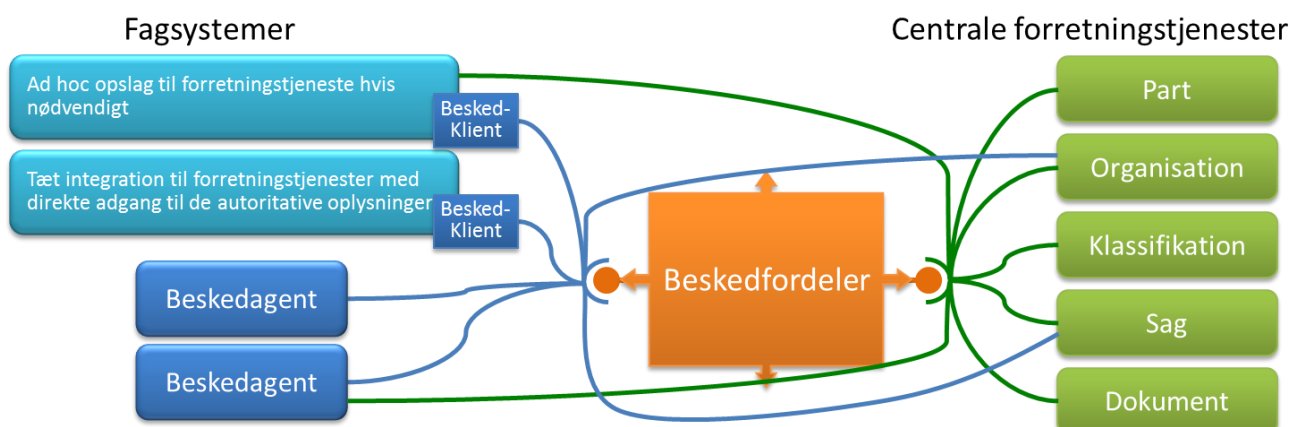 Fagsystemer
Centrale forretningstjenester
Ad hoc opslag til forretningstjeneste hvis
nødvendigt
Besked-
Klient
Tæt integration til forretningstjenester med
direkte adgang til de autoritative oplysninger
Besked-
Klient
Beskedagent
Beskedagent
Beskedfordeler
Part
Organisation
Klassifikation
Sag
Dokument